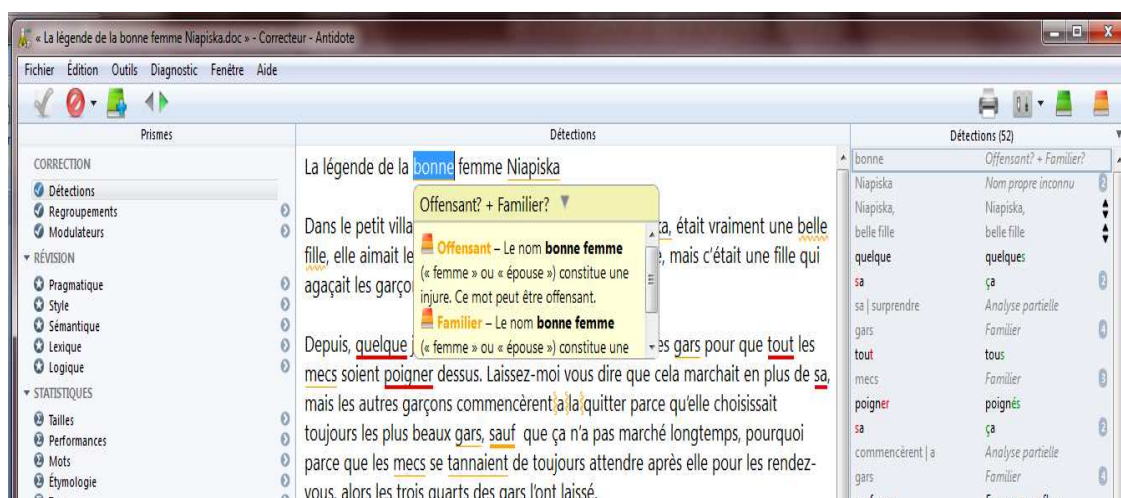 « La légende de la bonne femme Niapiska.doc » - Correcteur - Antidote
Fichier Édition Outils Diagnostic Fenêtre Aide
Prismes
CORRECTION
Détections
Regroupements
Modulateurs
RÉVISION
Pragmatique
Style
Sémantique
Lexique
Logique
STATISTIQUES
Tailles
Performances
Mots
Étymologie
Détections
La légende de la bonne femme Niapiska
Offensant? + Familier?
Offensant – Le nom bonne femme
(« femme » ou « épouse ») constitue une
injure. Ce mot peut être offensant.
Familier – Le nom bonne femme
(« femme » ou « épouse ») constitue une
Dans le petit villa ka, était vraiment une belle
fille, elle aimait le e, mais c'était une fille qui
agaçait les garço
Depuis, quelque j es gars pour que tout les
mecs soient poigner dessus. Laissez-moi vous dire que cela marchait en plus de sa,
mais les autres garçons commencèrent a la quitter parce qu'elle choisissait
toujours les plus beaux gars, sauf que ça n'a pas marché longtemps, pourquoi
parce que les mecs se tannaient de toujours attendre après elle pour les rendez-
vous, alors les trois quarts des gars l'ont laissé.
Détections (52)
bonne Offensant? + Familier?
Niapiska Nom propre inconnu 2
Niapiska, Niapiska,
belle fille belle fille
quelque quelques
sa ça 2
sa | surprendre Analyse partielle
gars Familier 4
tout tous
mecs Familier 3
poigner poignés
sa ça 2
commencèrent | a Analyse partielle
gars Familier 4